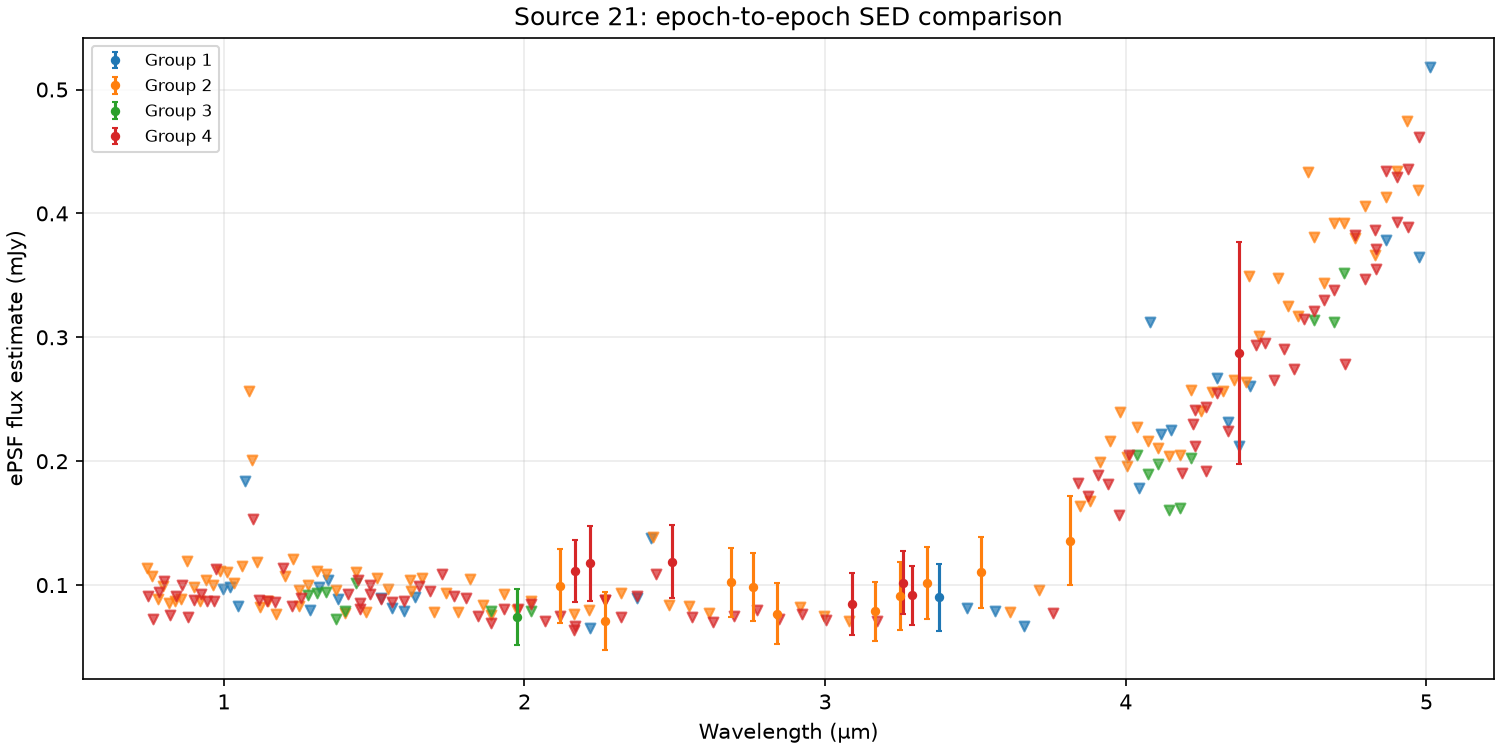 Source 21: epoch-to-epoch SED comparison
Group 1
Group 2
Group 3
Group 4
0.5
0.4
0.3
0.2
0.1
ePSF flux estimate (mJy)
1 2 3 4 5
Wavelength (µm)